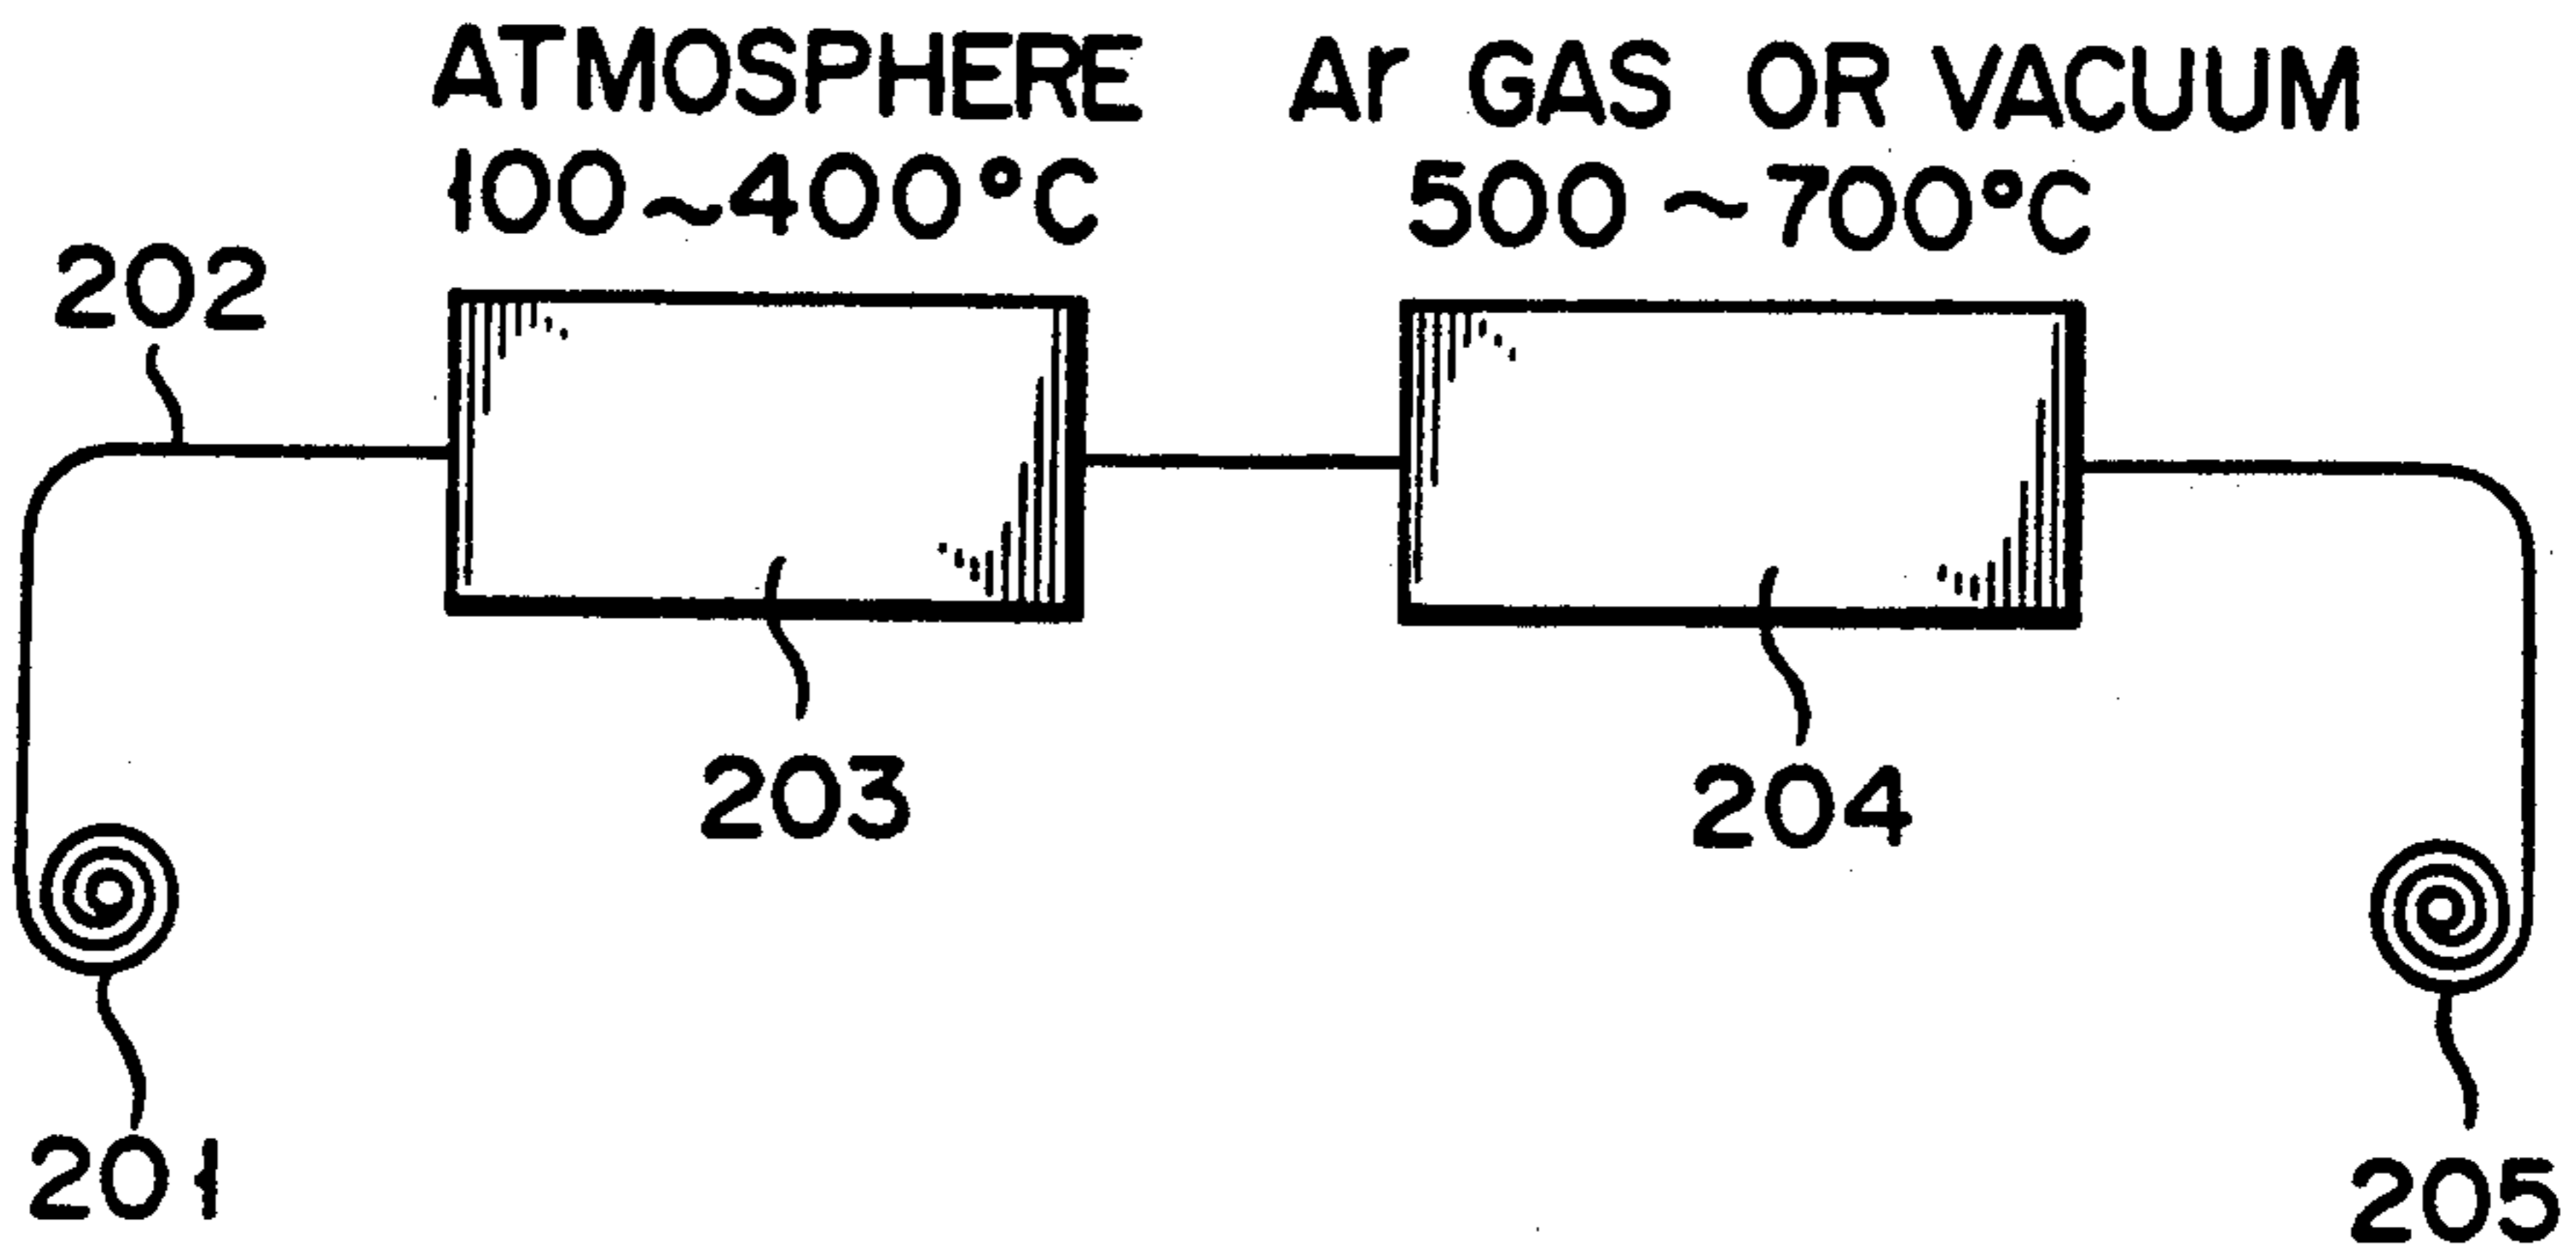 ATMOSPHERE
100~400°C
Ar GAS OR VACUUM
500~700°C
202
203
204
201
205